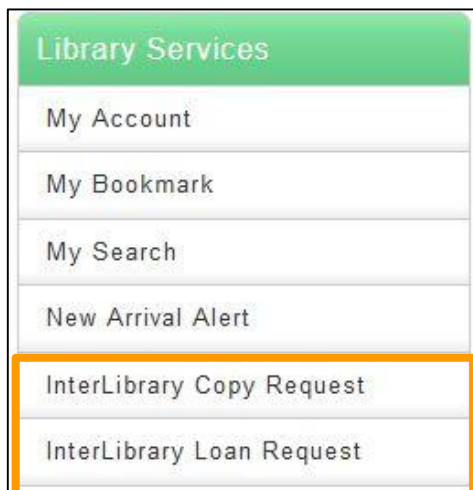 Library Services
My Account
My Bookmark
My Search
New Arrival Alert
InterLibrary Copy Request
InterLibrary Loan Request